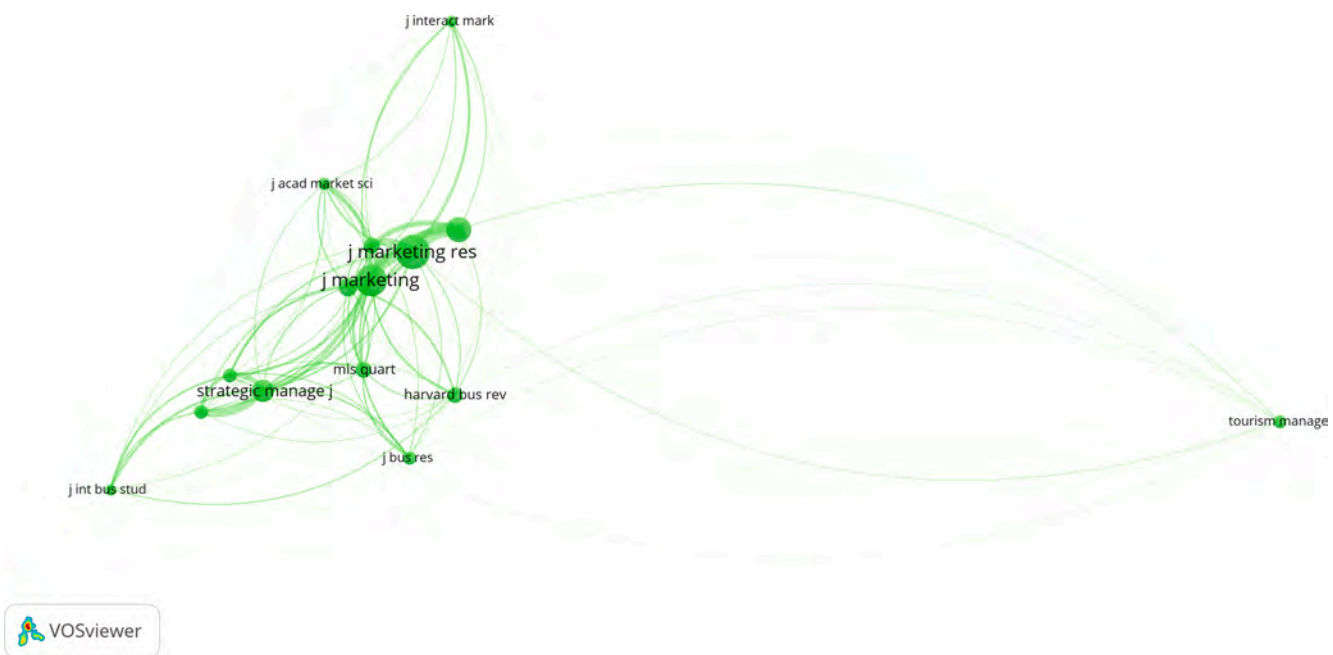 j interact mark
j acad market sci
j marketing res
j marketing
mis quart
strategic manage j
harvard bus rev
tourism manage
j bus res
j int bus stud
VOSviewer